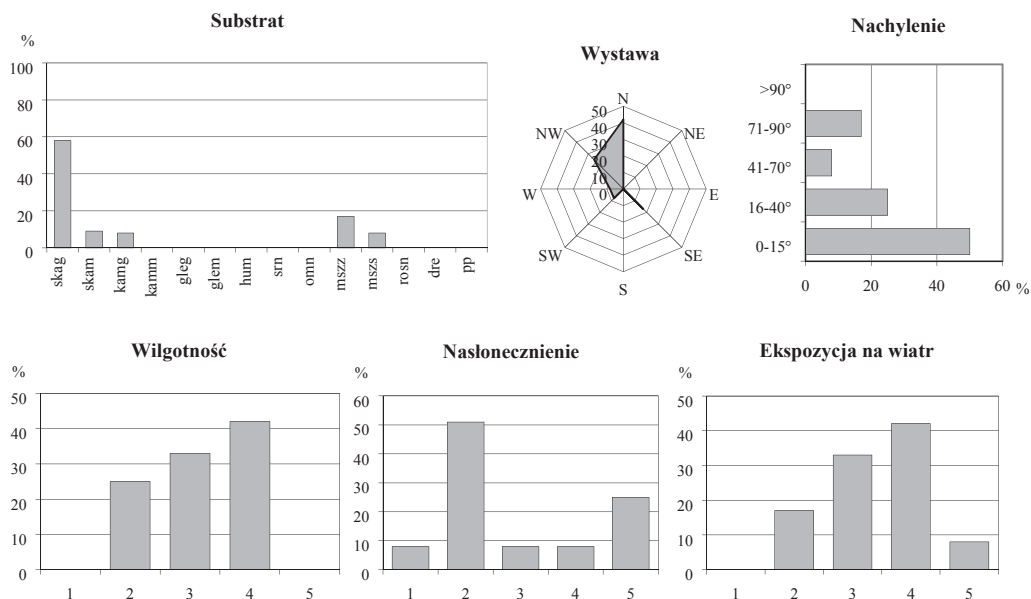 Substrat
%
100
80
60
40
20
0
skag
skam
kamg
kamm
gleg
glem
hum
srn
omn
mszz
mszs
rosn
dre
pp
Wystawa
N
NE
E
SE
S
SW
W
NW
50
40
30
20
10
0
Nachylenie
>90°
71-90°
41-70°
16-40°
0-15°
0 20 40 60 %
Wilgotność
%
50
40
30
20
10
0
1 2 3 4 5
Nasłonecznienie
%
60
50
40
30
20
10
0
1 2 3 4 5
Ekspozycja na wiatr
%
50
40
30
20
10
0
1 2 3 4 5